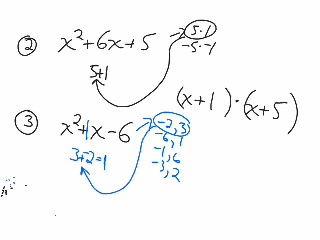 ② x²+6x+5 → 5·1
-5·-1
5+1
(x+1)·(x+5)
③ x²+1x-6 → -2,3
-6,1
3+-2=1
-1,6
-3,2